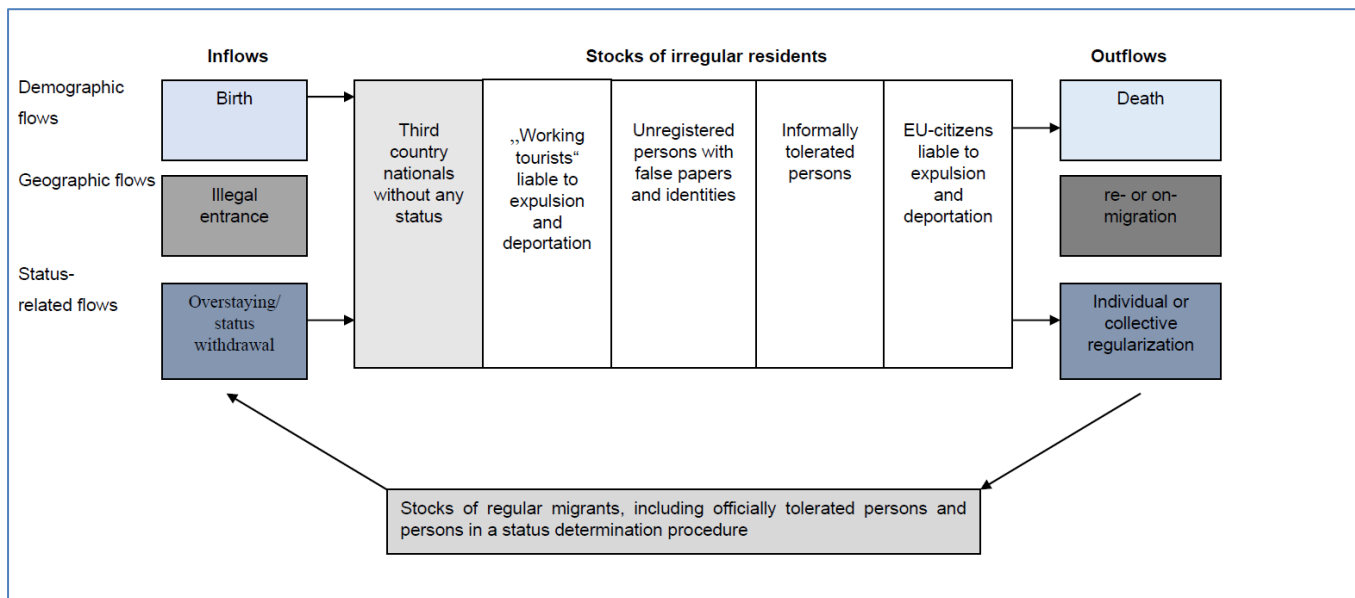 Inflows
Stocks of irregular residents
Outflows
Demographic
flows
Geographic flows
Status-
related flows
Birth
Illegal
entrance
Overstaying/
status
withdrawal
Third
country
nationals
without any
status
„Working
tourists“
liable to
expulsion
and
deportation
Unregistered
persons with
false papers
and identities
Informally
tolerated
persons
EU-citizens
liable to
expulsion
and
deportation
Death
re- or on-
migration
Individual or
collective
regularization
Stocks of regular migrants, including officially tolerated persons and
persons in a status determination procedure